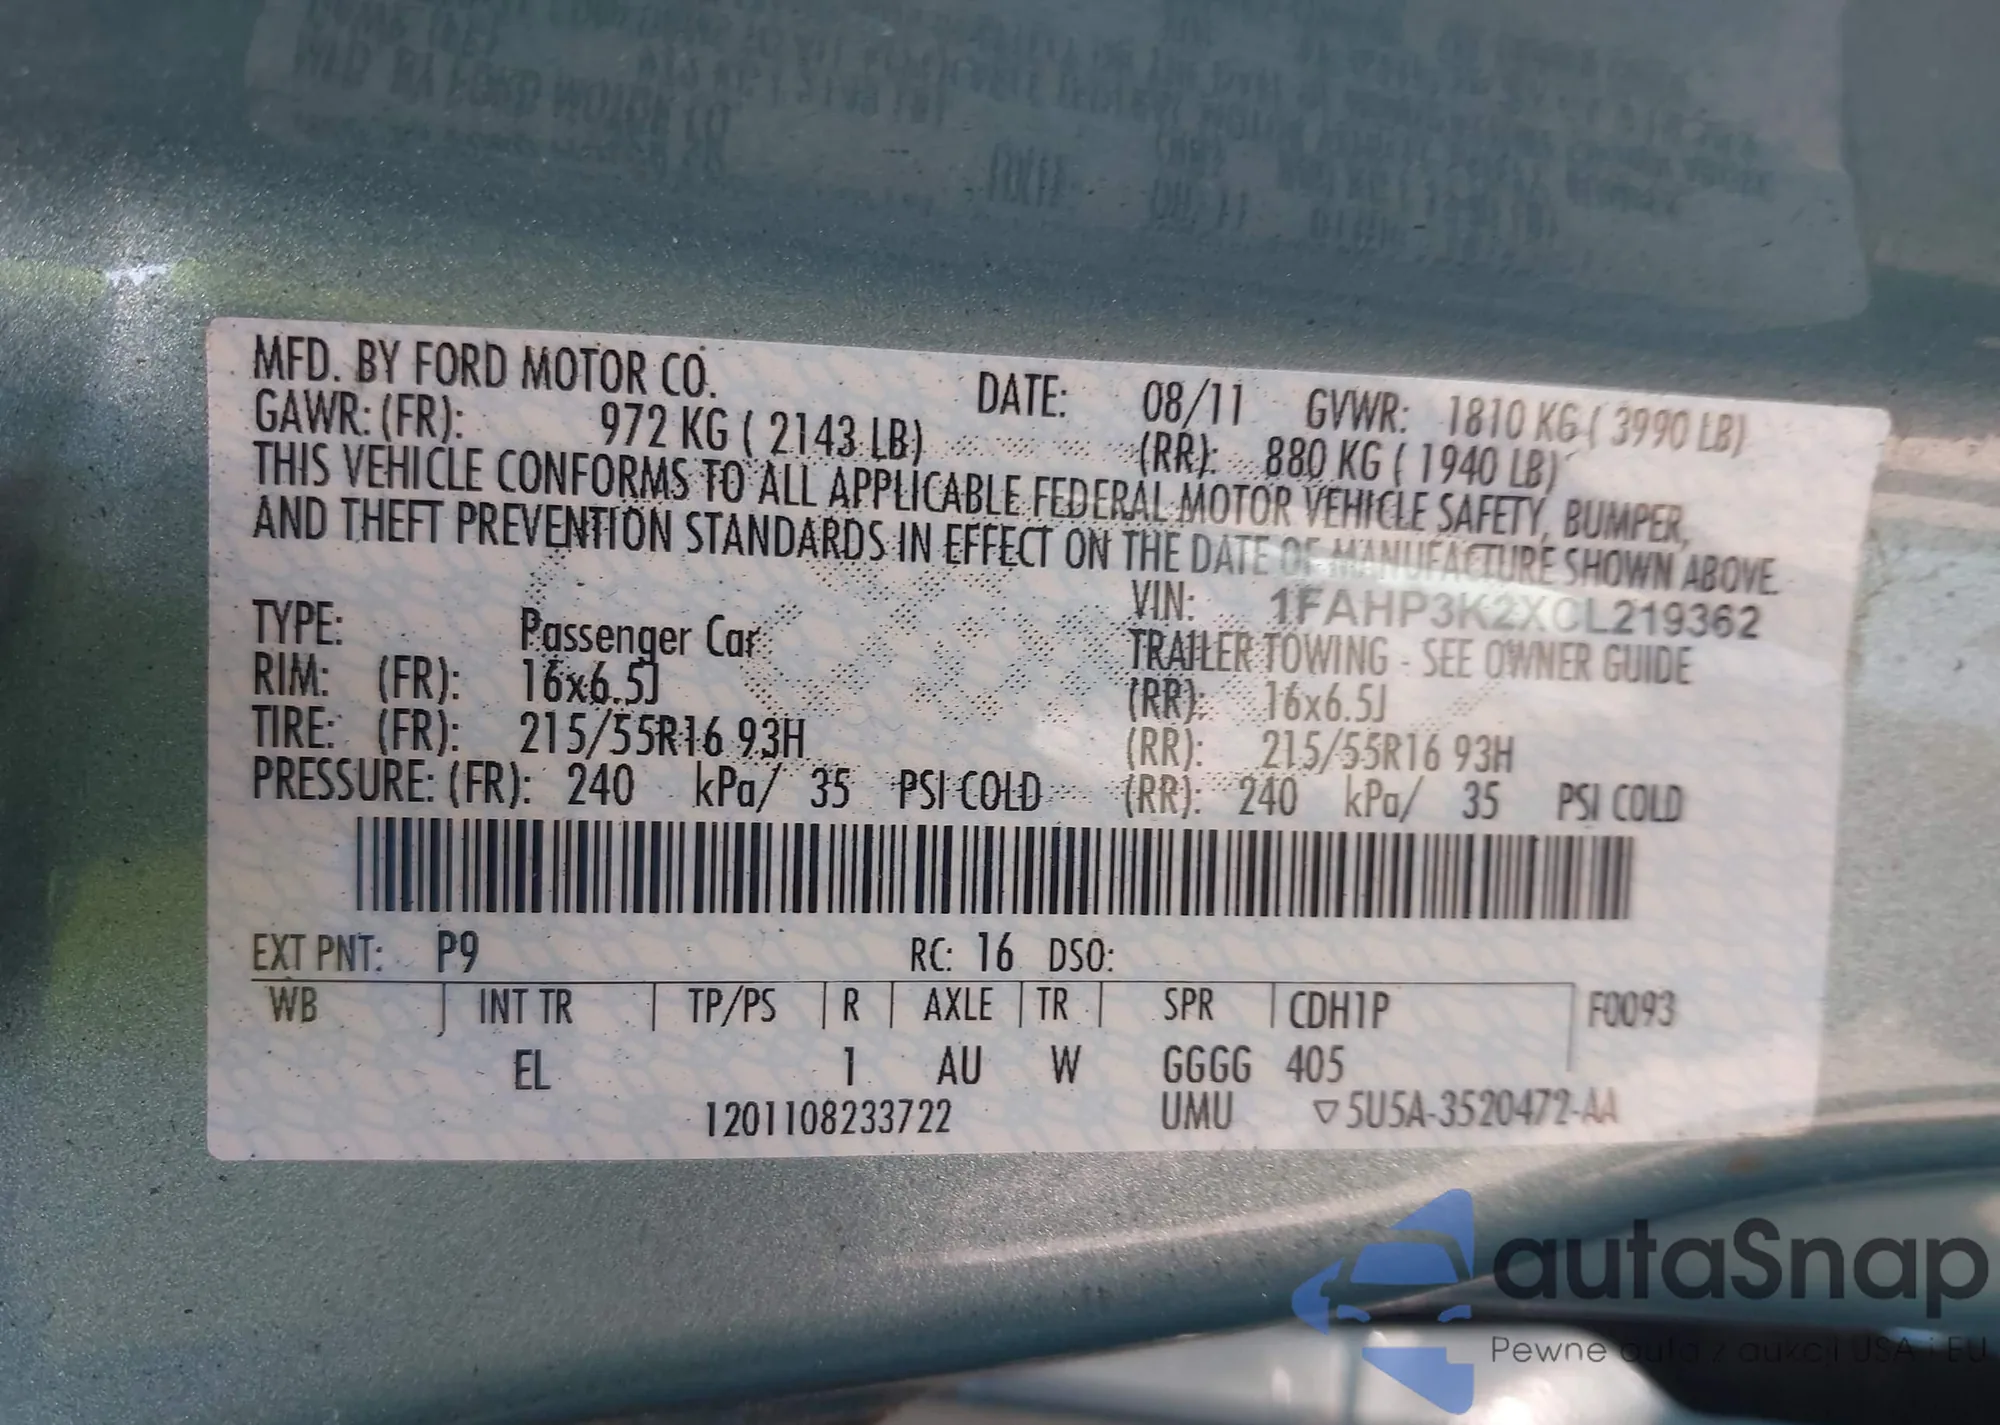 MFD. BY FORD MOTOR CO. DATE: 08/11 GVWR: 1810 KG ( 3990 LB)
GAWR: (FR): 972 KG ( 2143 LB) (RR): 880 KG ( 1940 LB)
THIS VEHICLE CONFORMS TO ALL APPLICABLE FEDERAL MOTOR VEHICLE SAFETY, BUMPER,
AND THEFT PREVENTION STANDARDS IN EFFECT ON THE DATE OF MANUFACTURE SHOWN ABOVE.
VIN: 1FAHP3K2XCL219362
TYPE: Passenger Car TRAILER TOWING - SEE OWNER GUIDE
RIM: (FR): 16x6.5J (RR): 16x6.5J
TIRE: (FR): 215/55R16 93H (RR): 215/55R16 93H
PRESSURE: (FR): 240 kPa/ 35 PSI COLD (RR): 240 kPa/ 35 PSI COLD
EXT PNT: P9 RC: 16 DSO:
WB INT TR TP/PS R AXLE TR SPR CDH1P F0093
EL 1 AU W GGGG 405
1201108233722 UMU ▽5U5A-3520472-AA
autaSnap
Pewne auta z aukcji USA i EU